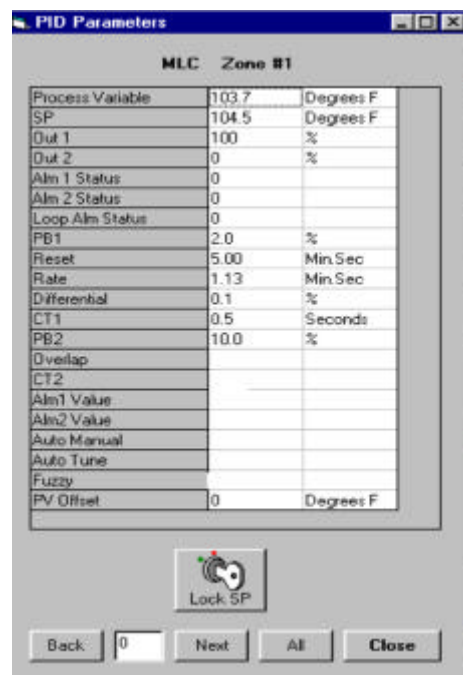 PID Parameters
MLC Zone #1
Process Variable 103.7 Degrees F
SP 104.5 Degrees F
Out 1 100 %
Out 2 0 %
Alm 1 Status 0
Alm 2 Status 0
Loop Alm Status 0
PB1 2.0 %
Reset 5.00 Min.Sec
Rate 1.13 Min.Sec
Differential 0.1 %
CT1 0.5 Seconds
PB2 10.0 %
Overlap
CT2
Alm1 Value
Alm2 Value
Auto Manual
Auto Tune
Fuzzy
PV Offset 0 Degrees F
Lock SP
Back 0 Next All Close